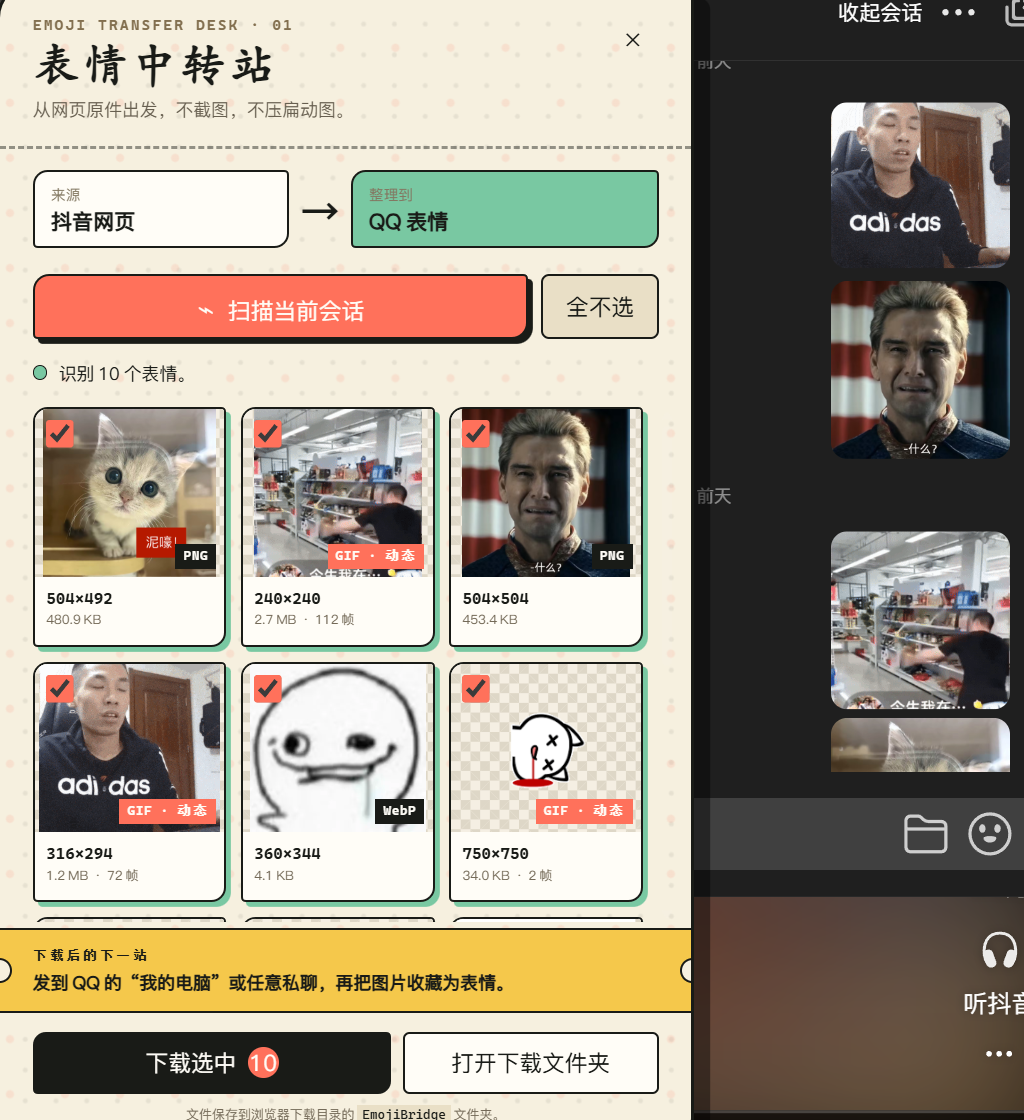 EMOJI TRANSFER DESK · 01
表情中转站
×
从网页原件出发，不截图，不压扁动图。
来源
抖音网页
→
整理到
QQ 表情
扫描当前会话
全不选
识别 10 个表情。
泥嚎!
PNG
504×492
480.9 KB
今生我在…
GIF · 动态
240×240
2.7 MB · 112 帧
-什么?
PNG
504×504
453.4 KB
adidas
GIF · 动态
316×294
1.2 MB · 72 帧
WebP
360×344
4.1 KB
GIF · 动态
750×750
34.0 KB · 2 帧
下载后的下一站
发到 QQ 的“我的电脑”或任意私聊，再把图片收藏为表情。
下载选中 10
打开下载文件夹
文件保存到浏览器下载目录的 EmojiBridge 文件夹。
收起会话
前天
adidas
-什么?
前天
今生我在…
听抖音